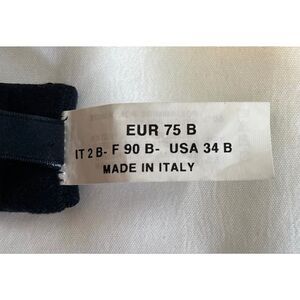 EUR 75 B
IT 2 B- F 90 B- USA 34 B
MADE IN ITALY